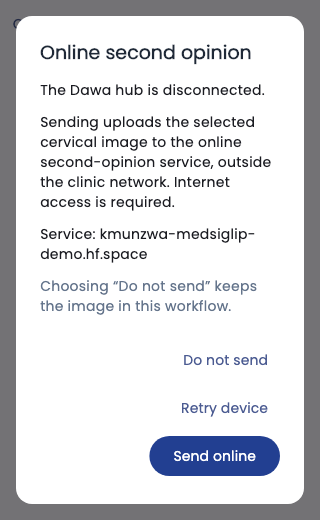 Online second opinion
The Dawa hub is disconnected.
Sending uploads the selected
cervical image to the online
second-opinion service, outside
the clinic network. Internet
access is required.
Service: kmunzwa-medsiglip-
demo.hf.space
Choosing “Do not send” keeps
the image in this workflow.
Do not send
Retry device
Send online